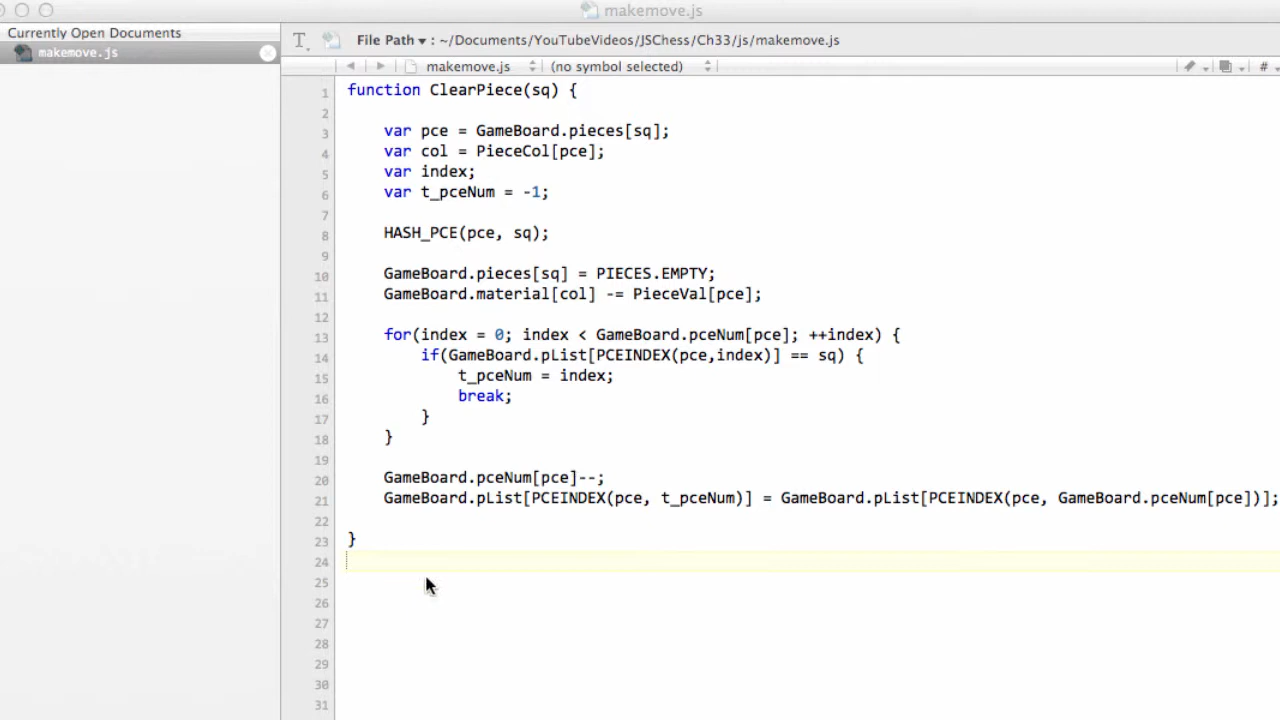 makemove.js
Currently Open Documents
makemove.js
File Path ▾ : ~/Documents/YouTubeVideos/JSChess/Ch33/js/makemove.js
makemove.js (no symbol selected) #
1 function ClearPiece(sq) {
2
3 var pce = GameBoard.pieces[sq];
4 var col = PieceCol[pce];
5 var index;
6 var t_pceNum = -1;
7
8 HASH_PCE(pce, sq);
9
10 GameBoard.pieces[sq] = PIECES.EMPTY;
11 GameBoard.material[col] -= PieceVal[pce];
12
13 for(index = 0; index < GameBoard.pceNum[pce]; ++index) {
14 if(GameBoard.pList[PCEINDEX(pce,index)] == sq) {
15 t_pceNum = index;
16 break;
17 }
18 }
19
20 GameBoard.pceNum[pce]--;
21 GameBoard.pList[PCEINDEX(pce, t_pceNum)] = GameBoard.pList[PCEINDEX(pce, GameBoard.pceNum[pce])];
22
23 }
24
25
26
27
28
29
30
31